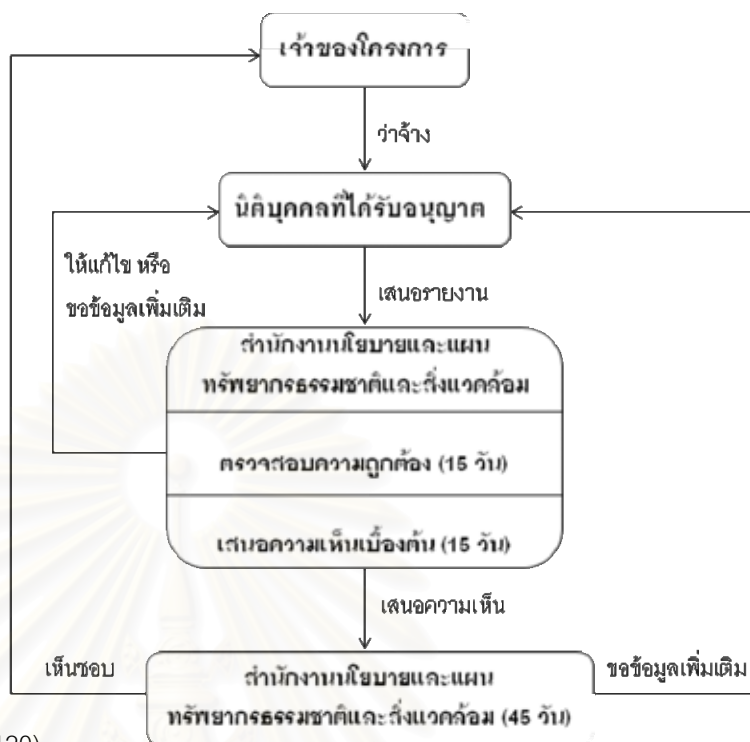 เจ้าของโครงการ
ว่าจ้าง
นิติบุคคลที่ได้รับอนุญาต
ให้แก้ไข หรือ
ขอข้อมูลเพิ่มเติม
เสนอรายงาน
สำนักงานนโยบายและแผน
ทรัพยากรธรรมชาติและสิ่งแวดล้อม
ตรวจสอบความถูกต้อง (15 วัน)
เสนอความเห็นเบื้องต้น (15 วัน)
เสนอความเห็น
เห็นชอบ
สำนักงานนโยบายและแผน
ทรัพยากรธรรมชาติและสิ่งแวดล้อม (45 วัน)
ขอข้อมูลเพิ่มเติม